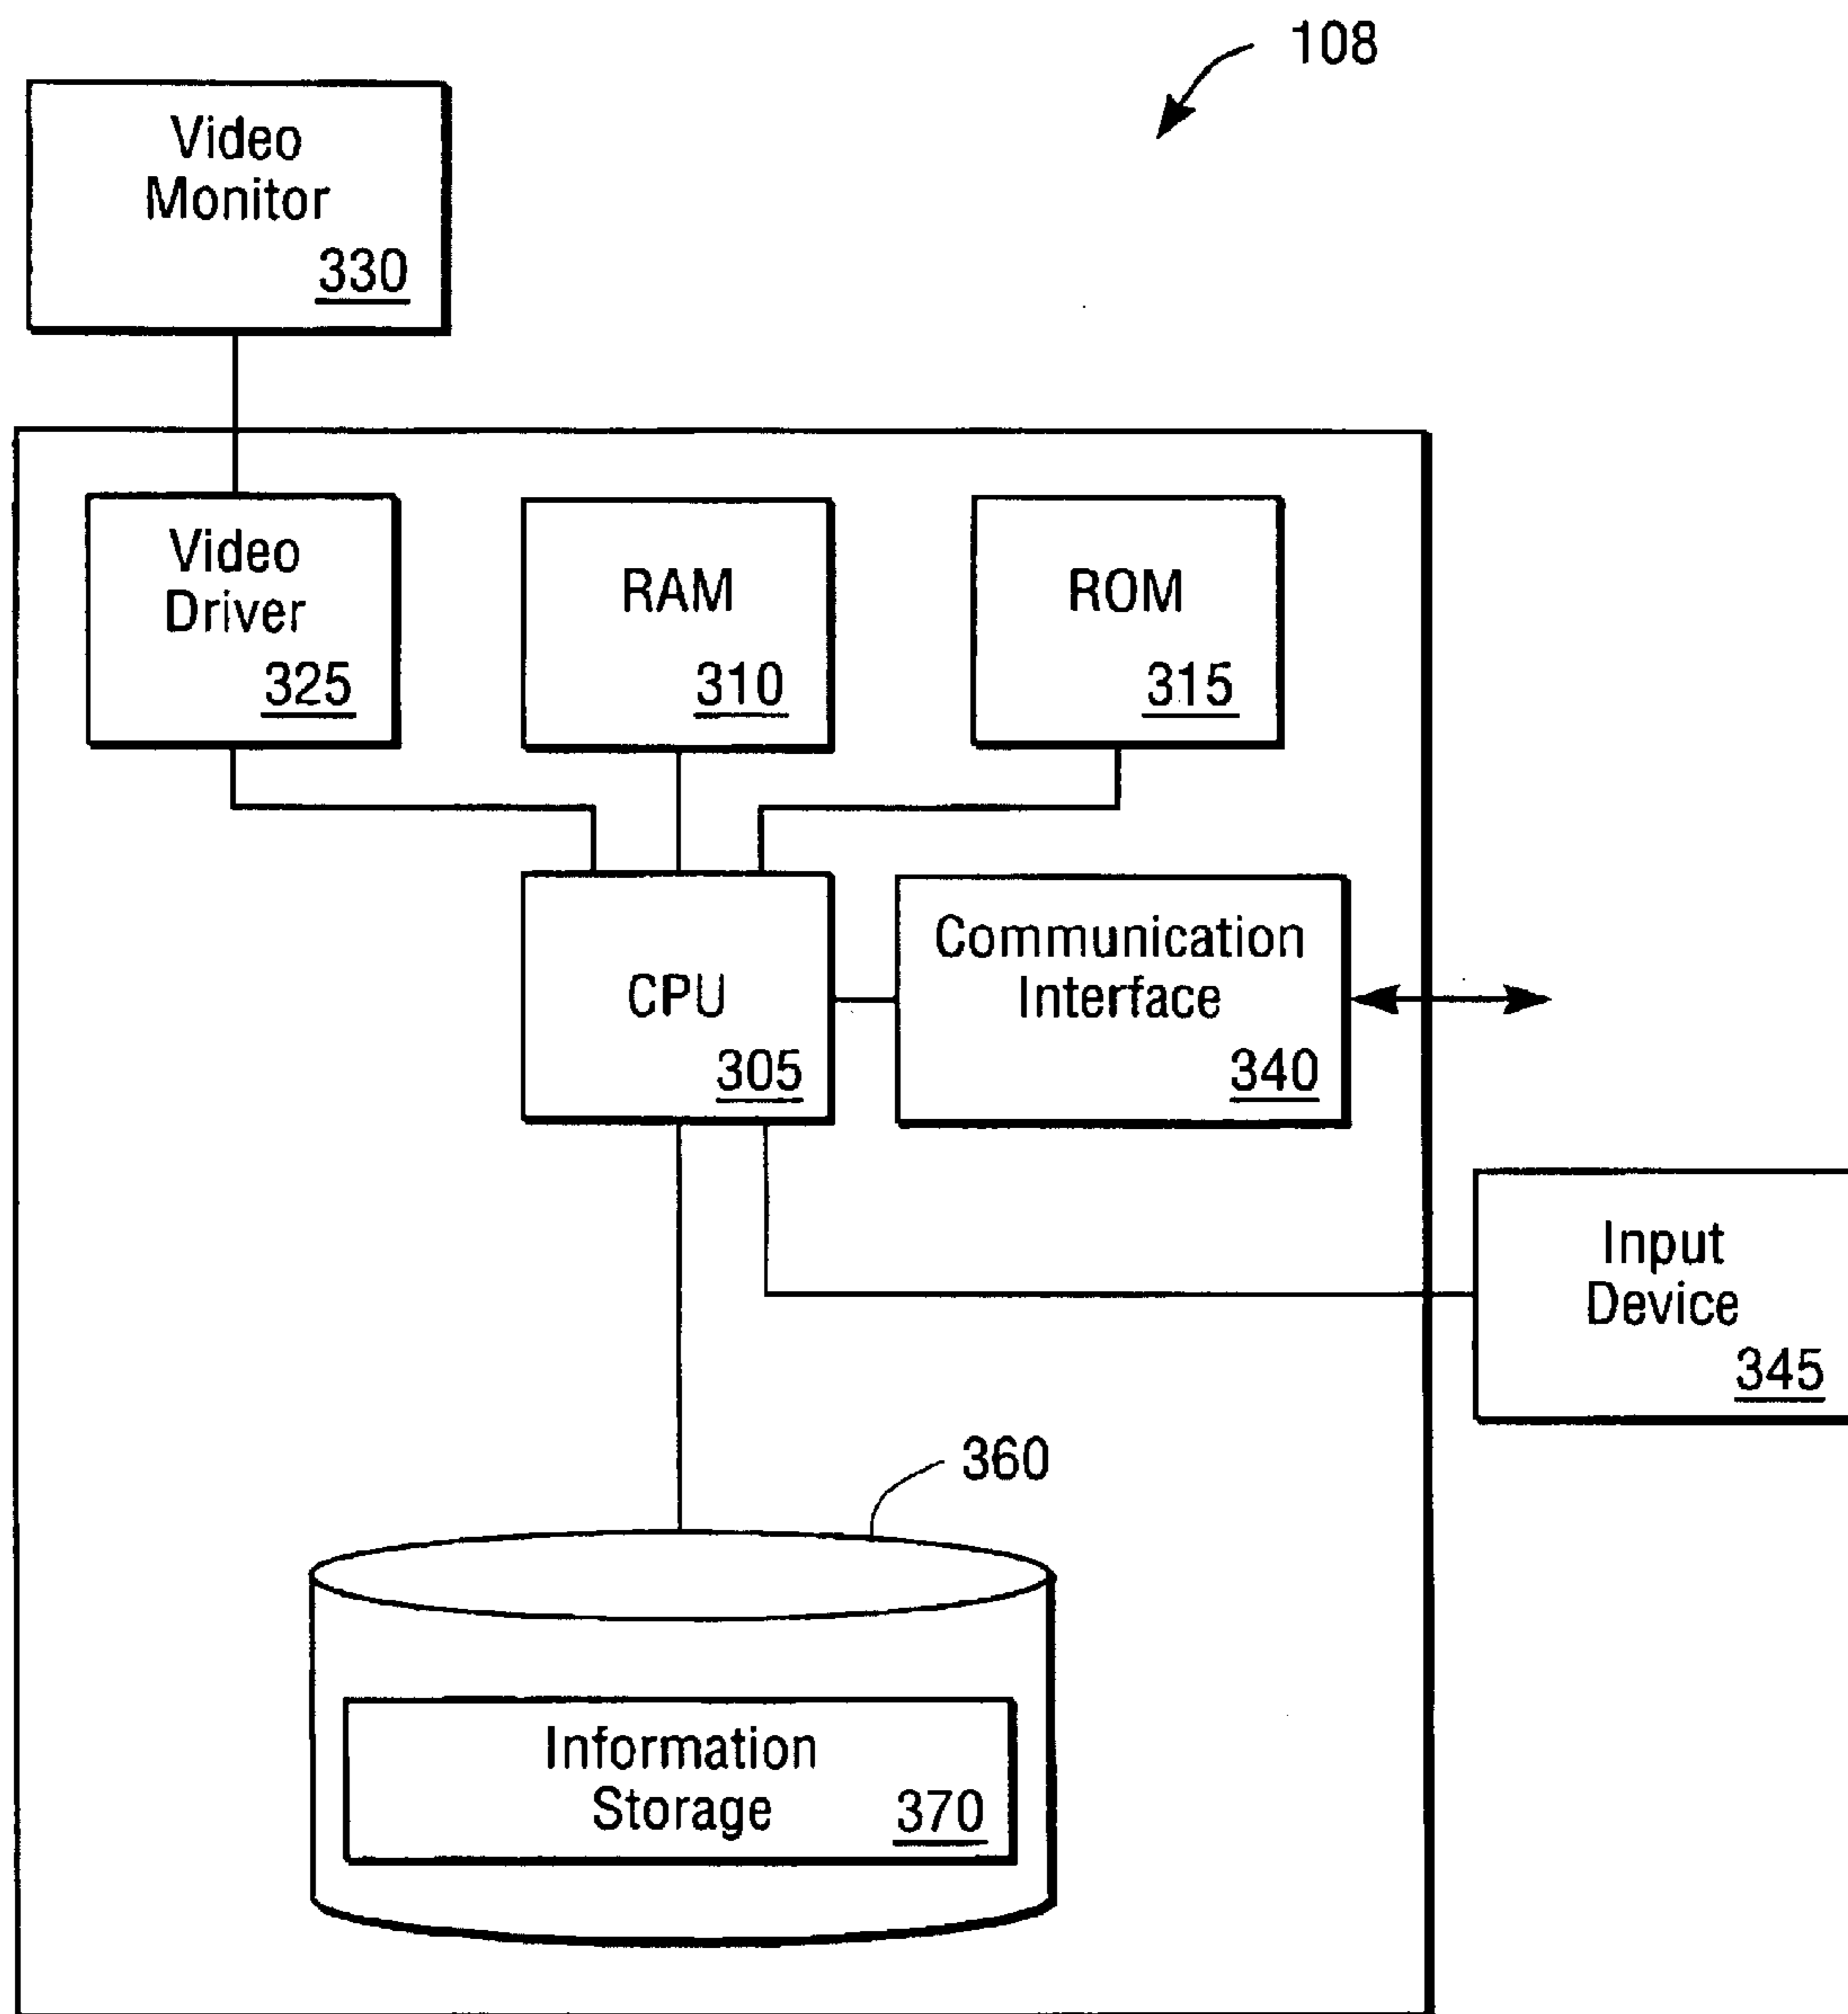 108
Video
Monitor
330
Video
Driver
325
RAM
310
ROM
315
CPU
305
Communication
Interface
340
Input
Device
345
360
Information
Storage
370